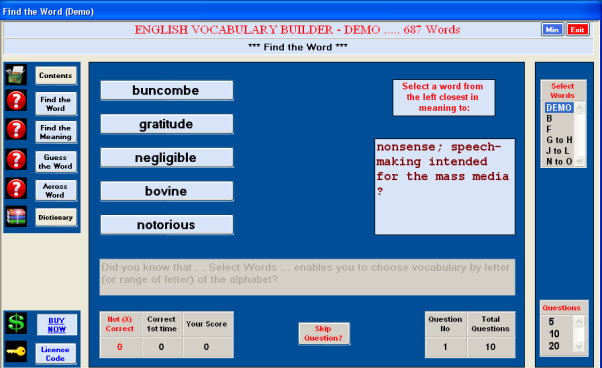 Find the Word (Demo)
ENGLISH VOCABULARY BUILDER - DEMO ..... 687 Words
Min
Exit
*** Find the Word ***
Contents
Find the
Word
Find the
Meaning
Guess
the Word
Across
Word
Dictionary
BUY
NOW
Licence
Code
buncombe
gratitude
negligible
bovine
notorious
Select a word from
the left closest in
meaning to:
nonsense; speech-
making intended
for the mass media
?
Did you know that ... Select Words ... enables you to choose vocabulary by letter
(or range of letter) of the alphabet?
Not (X)
Correct
Correct
1st time
Your Score
0
0
0
Skip
Question?
Question
No
Total
Questions
1
10
Select
Words
DEMO
B
F
G to H
J to L
N to O
Questions
5
10
20